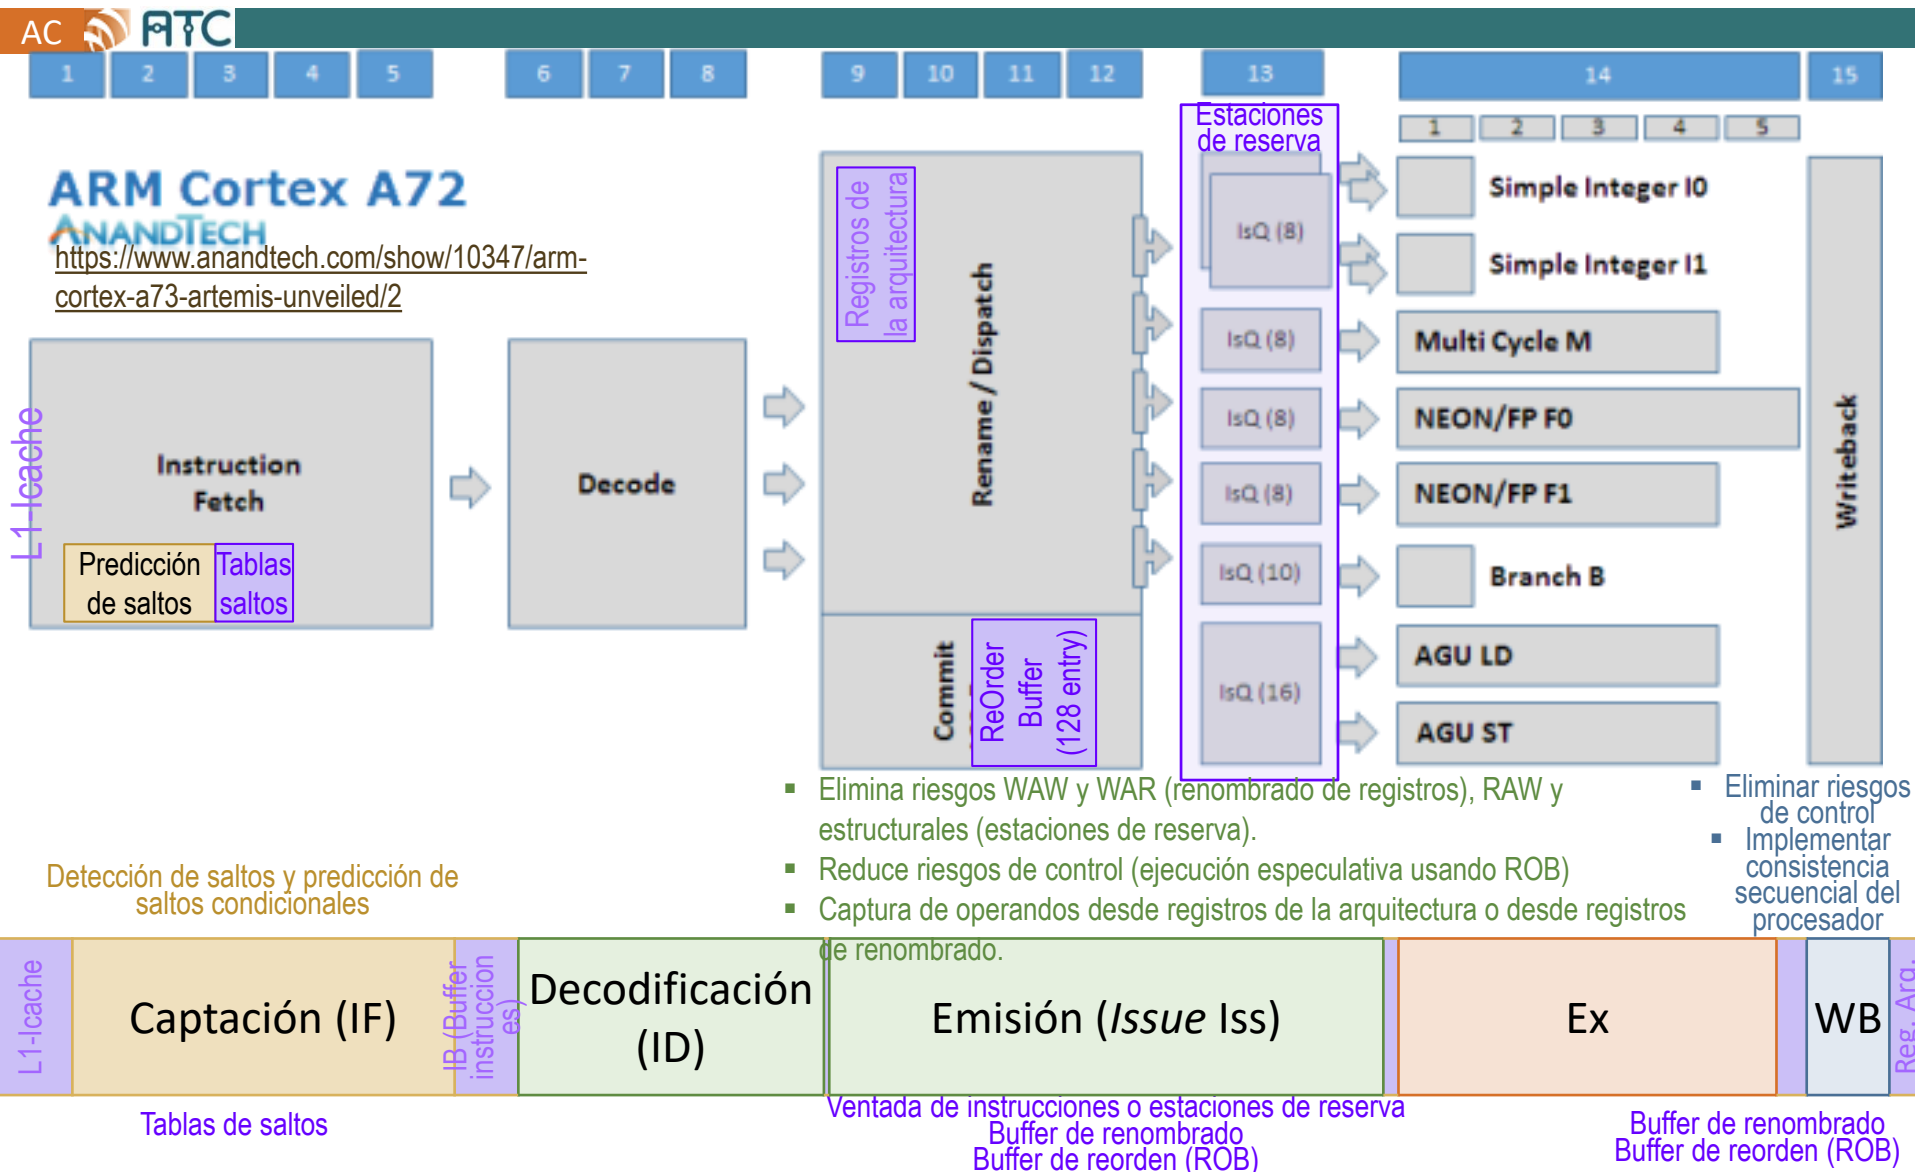 AC ATC
1 2 3 4 5 6 7 8 9 10 11 12 13 14 15
Estaciones
de reserva
1 2 3 4 5
ARM Cortex A72
ANANDTECH
https://www.anandtech.com/show/10347/arm-
cortex-a73-artemis-unveiled/2
L1-Icache
Instruction
Fetch
Predicción
de saltos
Tablas
saltos
Decode
Registros de
la arquitectura
Rename / Dispatch
Commit
ReOrder
Buffer
(128 entry)
IsQ (8)
IsQ (8)
IsQ (8)
IsQ (8)
IsQ (10)
IsQ (16)
Simple Integer I0
Simple Integer I1
Multi Cycle M
NEON/FP F0
NEON/FP F1
Branch B
AGU LD
AGU ST
Writeback
▪ Elimina riesgos WAW y WAR (renombrado de registros), RAW y
estructurales (estaciones de reserva).
▪ Reduce riesgos de control (ejecución especulativa usando ROB)
▪ Captura de operandos desde registros de la arquitectura o desde registros
de renombrado.
▪ Eliminar riesgos
de control
▪ Implementar
consistencia
secuencial del
procesador
Detección de saltos y predicción de
saltos condicionales
L1-Icache
Captación (IF)
IB (Buffer
instruccion
es)
Decodificación
(ID)
Emisión (Issue Iss)
Ex
WB
Reg. Arq.
Tablas de saltos
Ventada de instrucciones o estaciones de reserva
Buffer de renombrado
Buffer de reorden (ROB)
Buffer de renombrado
Buffer de reorden (ROB)